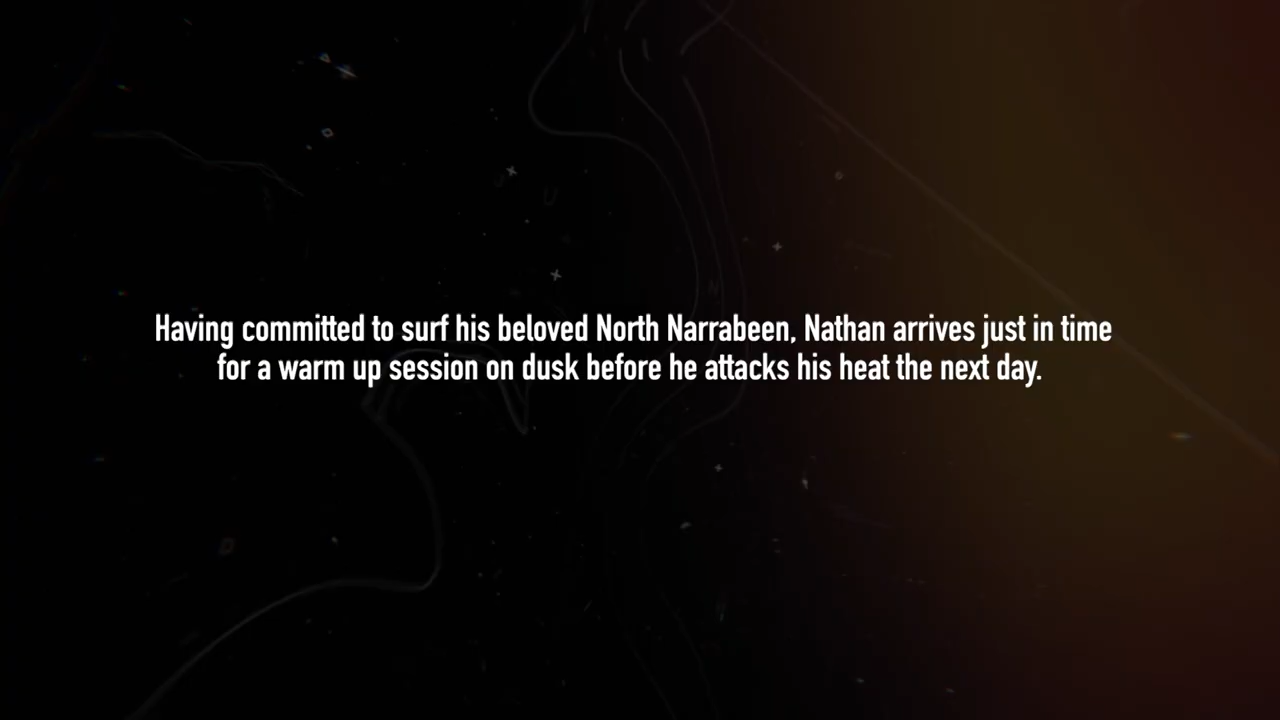 Having committed to surf his beloved North Narrabeen, Nathan arrives just in time
for a warm up session on dusk before he attacks his heat the next day.